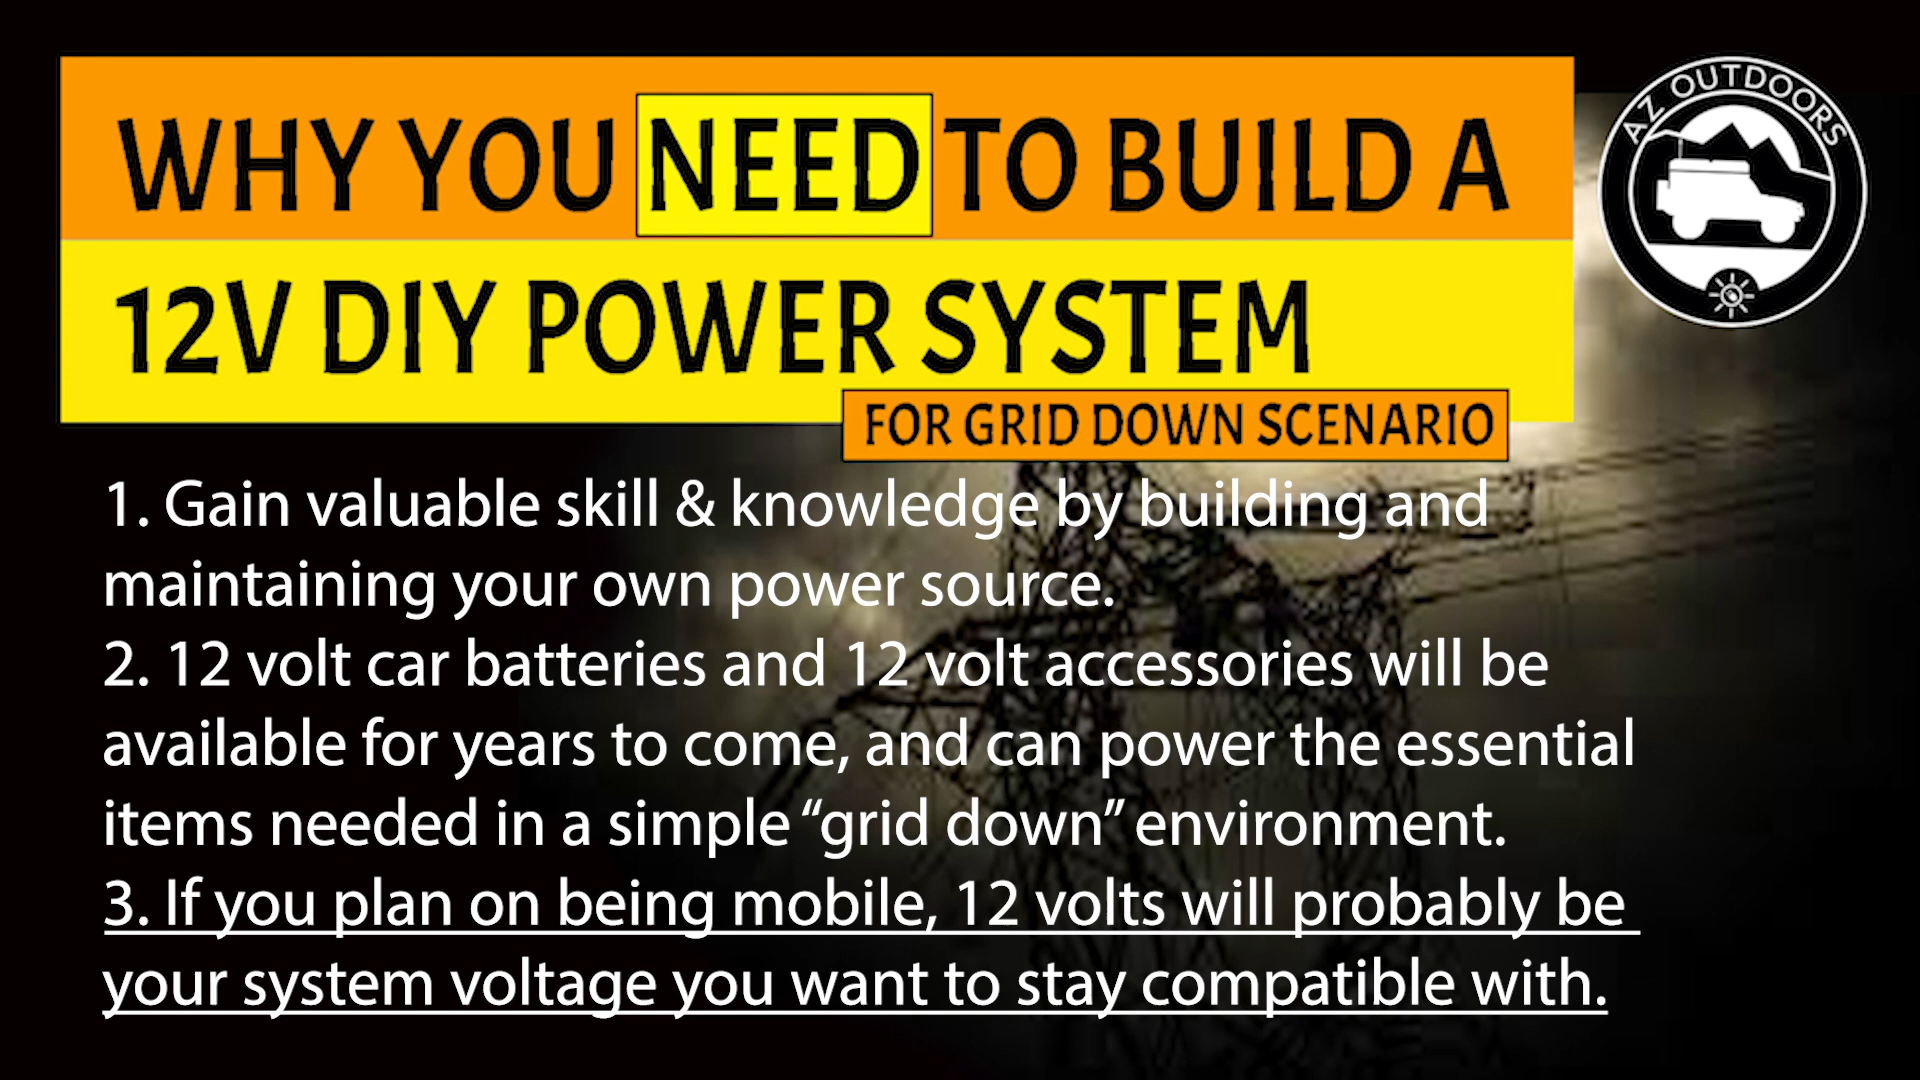 WHY YOU NEED TO BUILD A
12V DIY POWER SYSTEM
FOR GRID DOWN SCENARIO
AZ OUTDOORS
1. Gain valuable skill & knowledge by building and
maintaining your own power source.
2. 12 volt car batteries and 12 volt accessories will be
available for years to come, and can power the essential
items needed in a simple “grid down” environment.
3. If you plan on being mobile, 12 volts will probably be
your system voltage you want to stay compatible with.